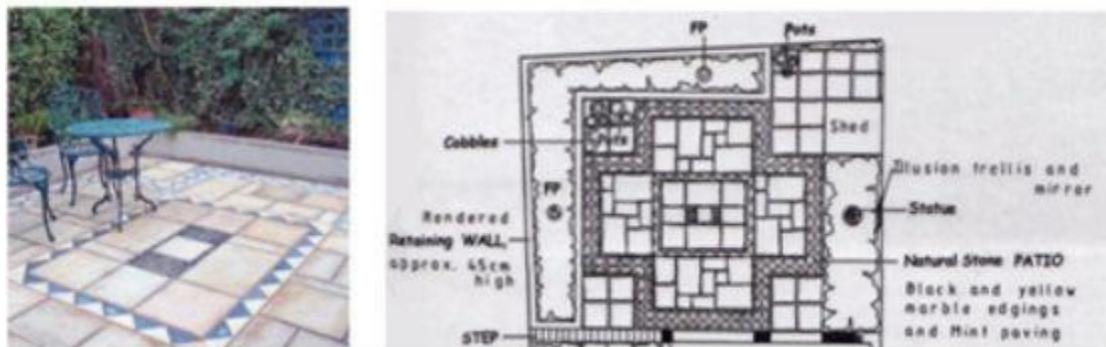 FP
Pots
Cobbles
Pots
Shed
Illusion trellis and
mirror
FP
Statue
Rendered
Retaining WALL,
approx. 45cm
high
Natural Stone PATIO
Black and yellow
marble edgings
and Mint paving
STEP